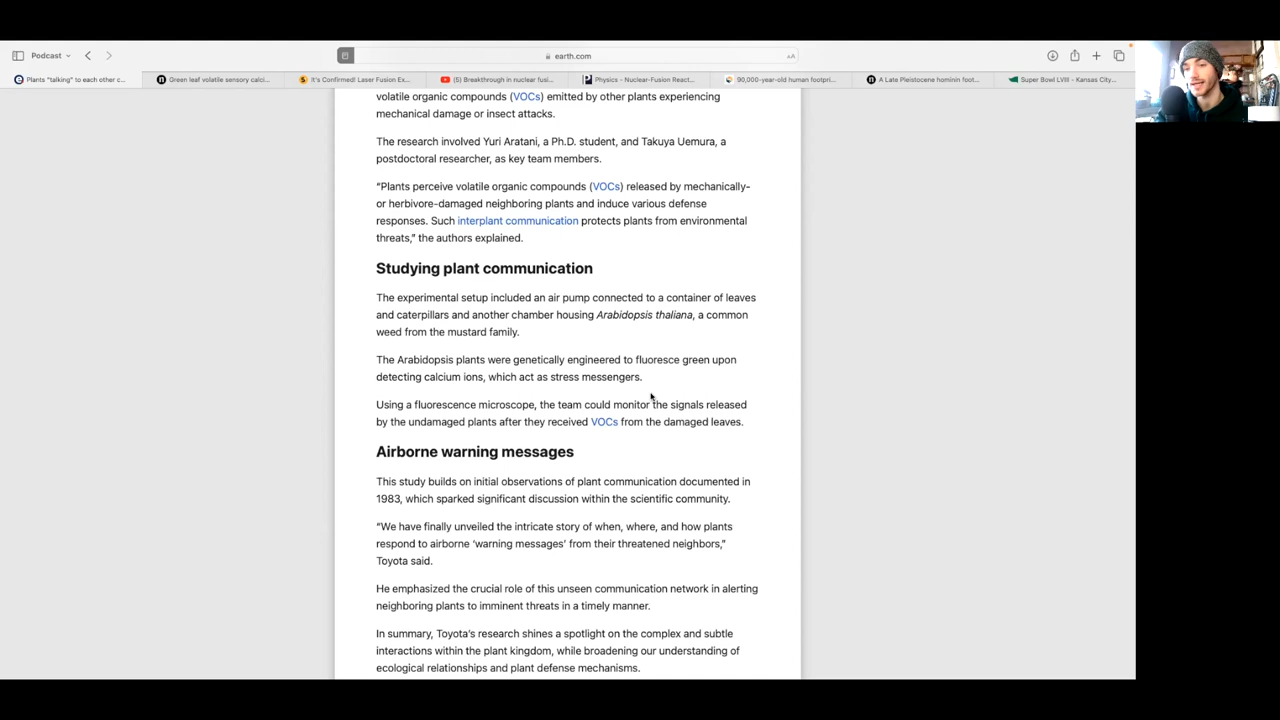 Podcast
earth.com
Plants "talking" to each other c...
Green leaf volatile sensory calci...
It's Confirmed! Laser Fusion Ex...
(5) Breakthrough in nuclear fusi...
Physics - Nuclear-Fusion React...
90,000-year-old human footpri...
A Late Pleistocene hominin foot...
Super Bowl LVIII - Kansas City...
volatile organic compounds (VOCs) emitted by other plants experiencing
mechanical damage or insect attacks.
The research involved Yuri Aratani, a Ph.D. student, and Takuya Uemura, a
postdoctoral researcher, as key team members.
“Plants perceive volatile organic compounds (VOCs) released by mechanically-
or herbivore-damaged neighboring plants and induce various defense
responses. Such interplant communication protects plants from environmental
threats,” the authors explained.
Studying plant communication
The experimental setup included an air pump connected to a container of leaves
and caterpillars and another chamber housing Arabidopsis thaliana, a common
weed from the mustard family.
The Arabidopsis plants were genetically engineered to fluoresce green upon
detecting calcium ions, which act as stress messengers.
Using a fluorescence microscope, the team could monitor the signals released
by the undamaged plants after they received VOCs from the damaged leaves.
Airborne warning messages
This study builds on initial observations of plant communication documented in
1983, which sparked significant discussion within the scientific community.
“We have finally unveiled the intricate story of when, where, and how plants
respond to airborne ‘warning messages’ from their threatened neighbors,”
Toyota said.
He emphasized the crucial role of this unseen communication network in alerting
neighboring plants to imminent threats in a timely manner.
In summary, Toyota’s research shines a spotlight on the complex and subtle
interactions within the plant kingdom, while broadening our understanding of
ecological relationships and plant defense mechanisms.